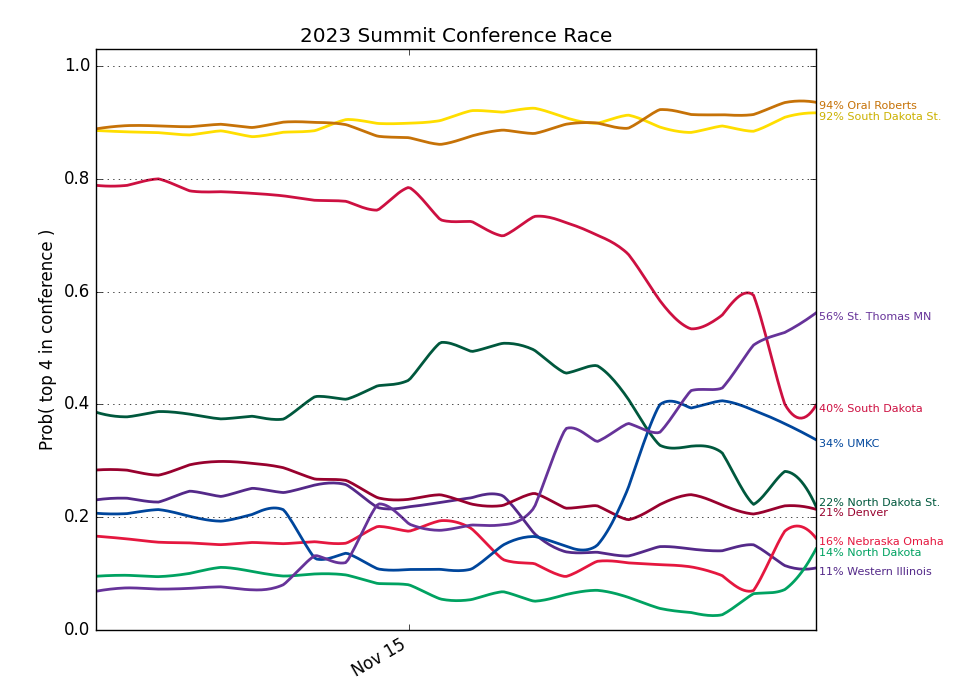 2023 Summit Conference Race
Prob( top 4 in conference )
1.0
0.8
0.6
0.4
0.2
0.0
Nov 15
94% Oral Roberts
92% South Dakota St.
56% St. Thomas MN
40% South Dakota
34% UMKC
22% North Dakota St.
21% Denver
16% Nebraska Omaha
14% North Dakota
11% Western Illinois